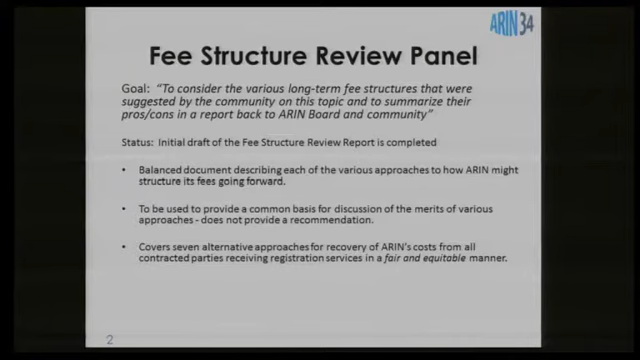 ARIN34
Fee Structure Review Panel
Goal: "To consider the various long-term fee structures that were
suggested by the community on this topic and to summarize their
pros/cons in a report back to ARIN Board and community"
Status: Initial draft of the Fee Structure Review Report is completed
• Balanced document describing each of the various approaches to how ARIN might
structure its fees going forward.
• To be used to provide a common basis for discussion of the merits of various
approaches - does not provide a recommendation.
• Covers seven alternative approaches for recovery of ARIN's costs from all
contracted parties receiving registration services in a fair and equitable manner.
2